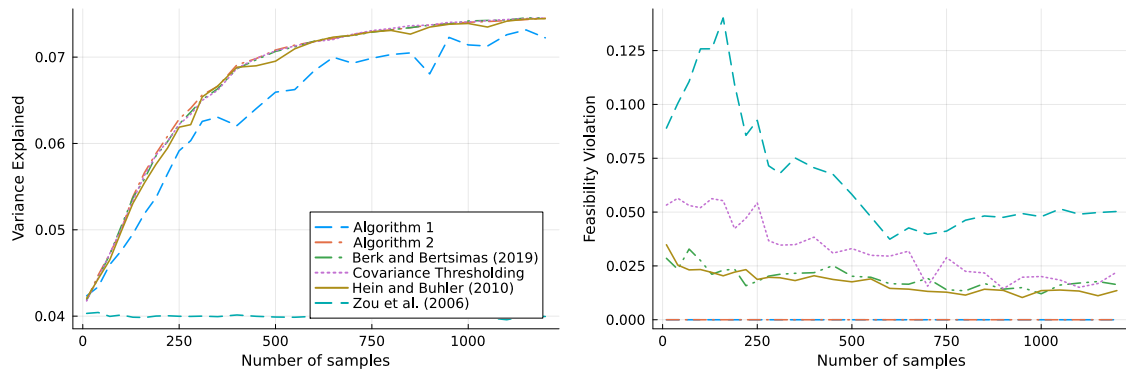 Variance Explained
0.07
0.06
0.05
0.04
0
250
500
750
1000
Number of samples
Algorithm 1
Algorithm 2
Berk and Bertsimas (2019)
Covariance Thresholding
Hein and Buhler (2010)
Zou et al. (2006)
Feasibility Violation
0.125
0.100
0.075
0.050
0.025
0.000
0
250
500
750
1000
Number of samples